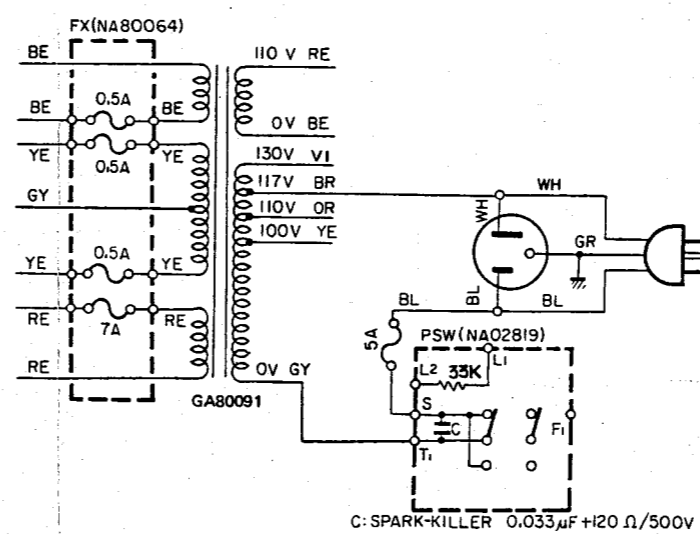 FX(NA80064)
BE
110 V RE
0.5A
BE
BE
0V BE
YE
YE
0.5A
130V VI
117V BR
WH
GY
110V OR
WH
100V YE
GR
0.5A
YE
YE
BL
BL
BL
RE
RE
7A
5A
PSW(NA02819)
L1
L2
33K
RE
0V GY
GA80091
S
C
F1
T1
C: SPARK-KILLER 0.033µF+120 Ω/500V